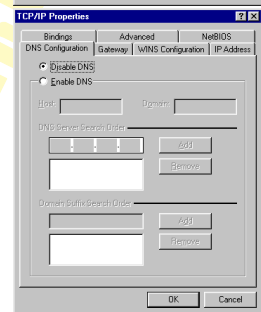 TCP/IP Properties
Bindings Advanced NetBIOS
DNS Configuration Gateway WINS Configuration IP Address
Disable DNS
Enable DNS
Host: Domain:
DNS Server Search Order
Add
Remove
Domain Suffix Search Order
Add
Remove
OK Cancel